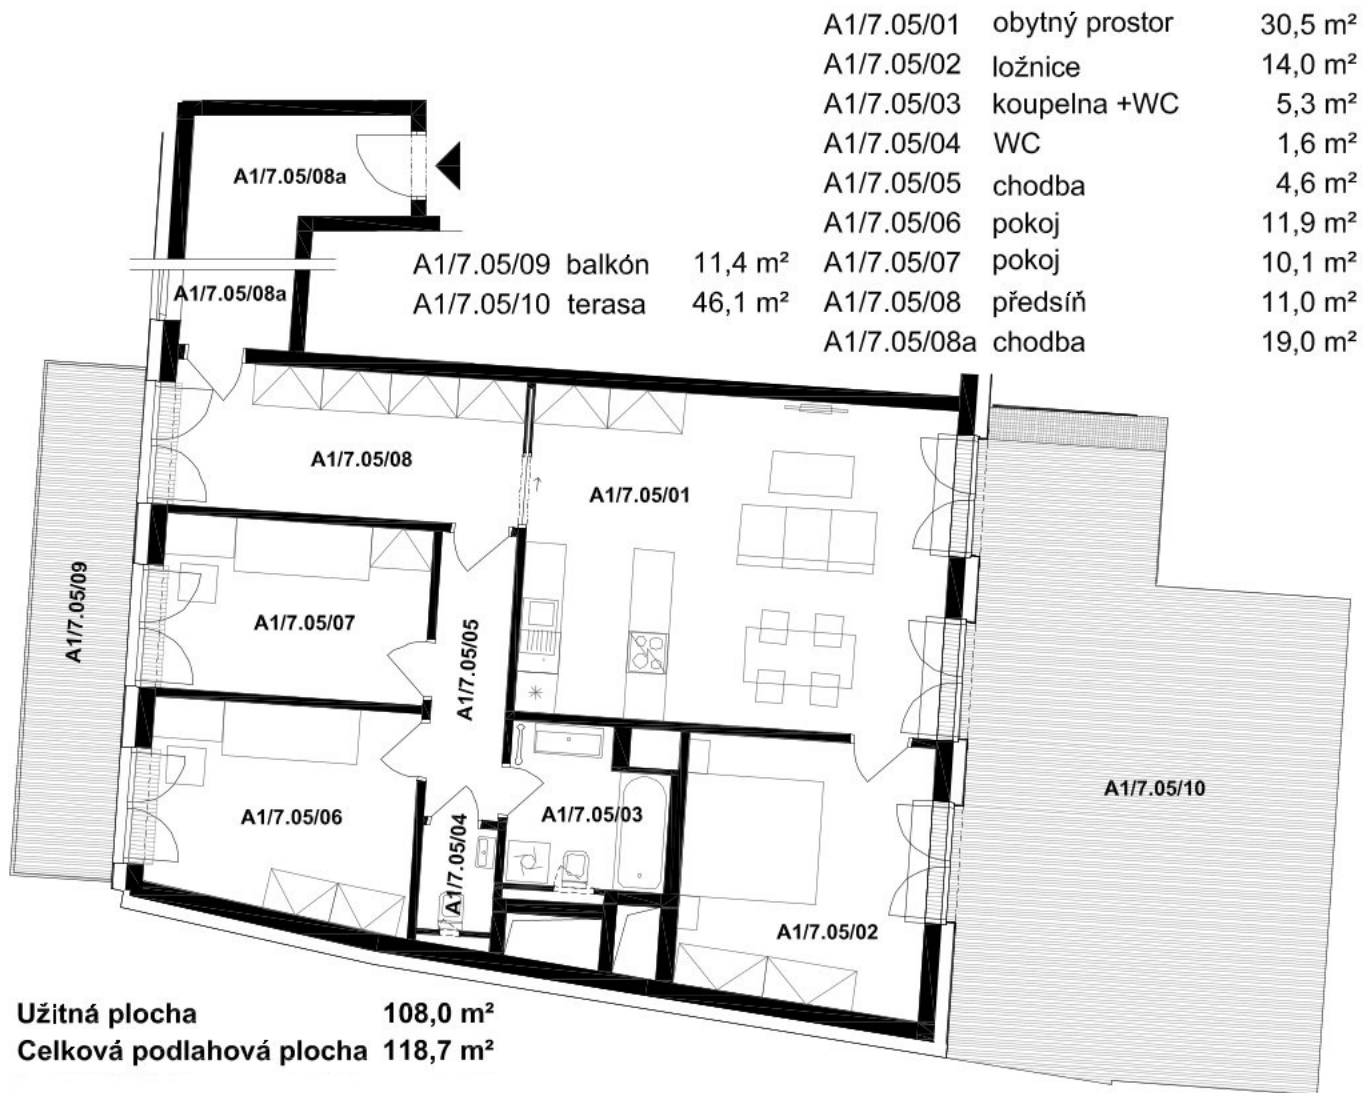 A1/7.05/01 obytný prostor 30,5 m²
A1/7.05/02 ložnice 14,0 m²
A1/7.05/03 koupelna +WC 5,3 m²
A1/7.05/04 WC 1,6 m²
A1/7.05/05 chodba 4,6 m²
A1/7.05/06 pokoj 11,9 m²
A1/7.05/07 pokoj 10,1 m²
A1/7.05/08 předsíň 11,0 m²
A1/7.05/08a chodba 19,0 m²
A1/7.05/09 balkón 11,4 m²
A1/7.05/10 terasa 46,1 m²
A1/7.05/08a
A1/7.05/08a
A1/7.05/08
A1/7.05/01
A1/7.05/09
A1/7.05/07
A1/7.05/05
A1/7.05/10
A1/7.05/06
A1/7.05/04
A1/7.05/03
A1/7.05/02
Užitná plocha 108,0 m²
Celková podlahová plocha 118,7 m²